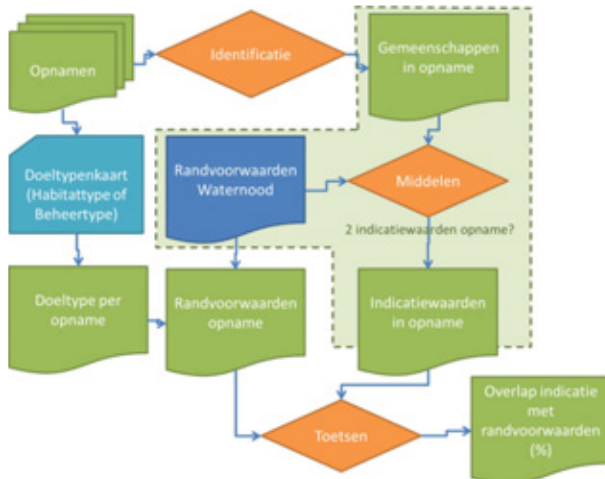 Opnamen
Identificatie
Gemeenschappen
in opname
Doeltypenkaart
(Habitattype of
Beheertype)
Randvoorwaarden
Waternood
Middelen
2 indicatiewaarden opname?
Doeltype per
opname
Randvoorwaarden
opname
Indicatiewaarden
in opname
Toetsen
Overlap indicatie
met
randvoorwaarden
(%)